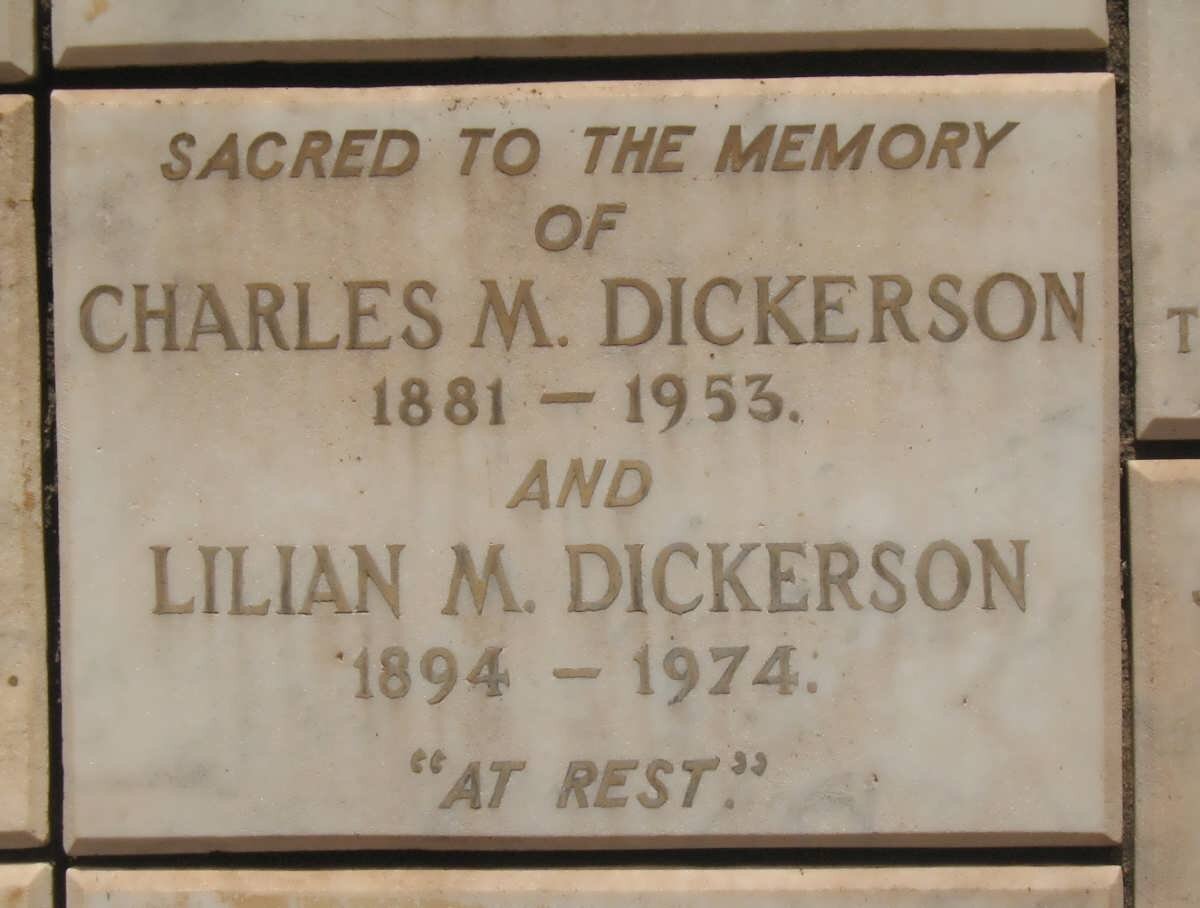 SACRED TO THE MEMORY
OF
CHARLES M. DICKERSON
1881 – 1953.
AND
LILIAN M. DICKERSON
1894 – 1974.
"AT REST."
T